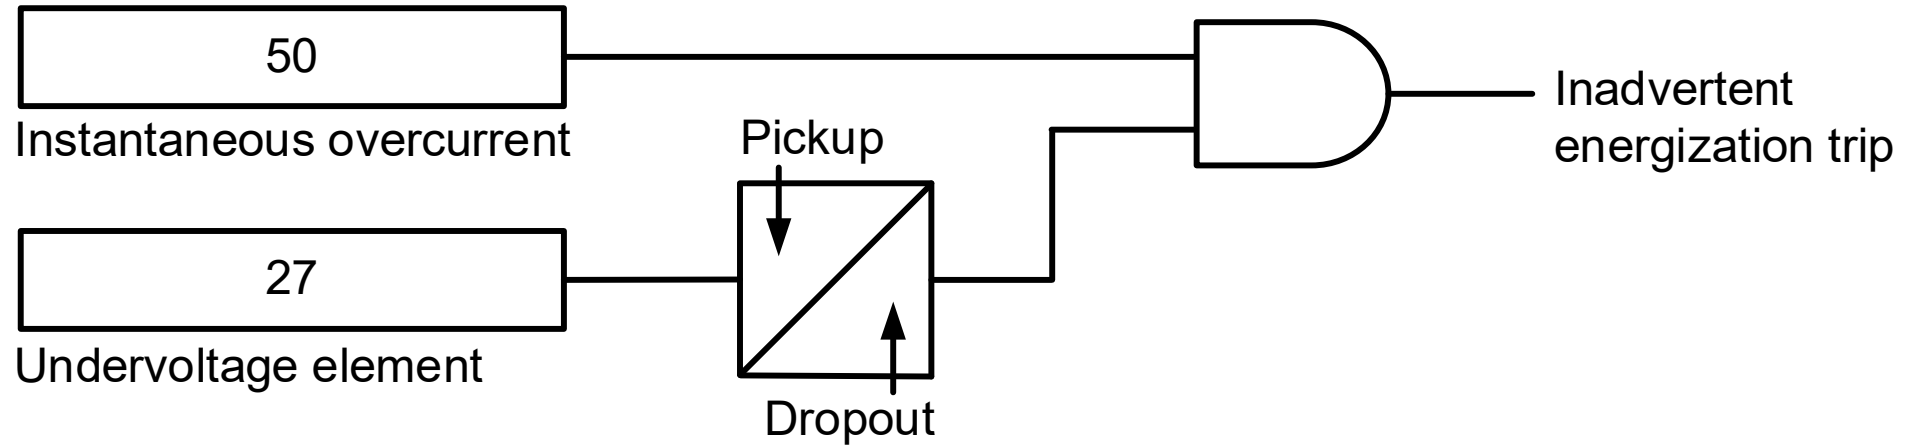 50
Instantaneous overcurrent
Pickup
Inadvertent
energization trip
27
Undervoltage element
Dropout